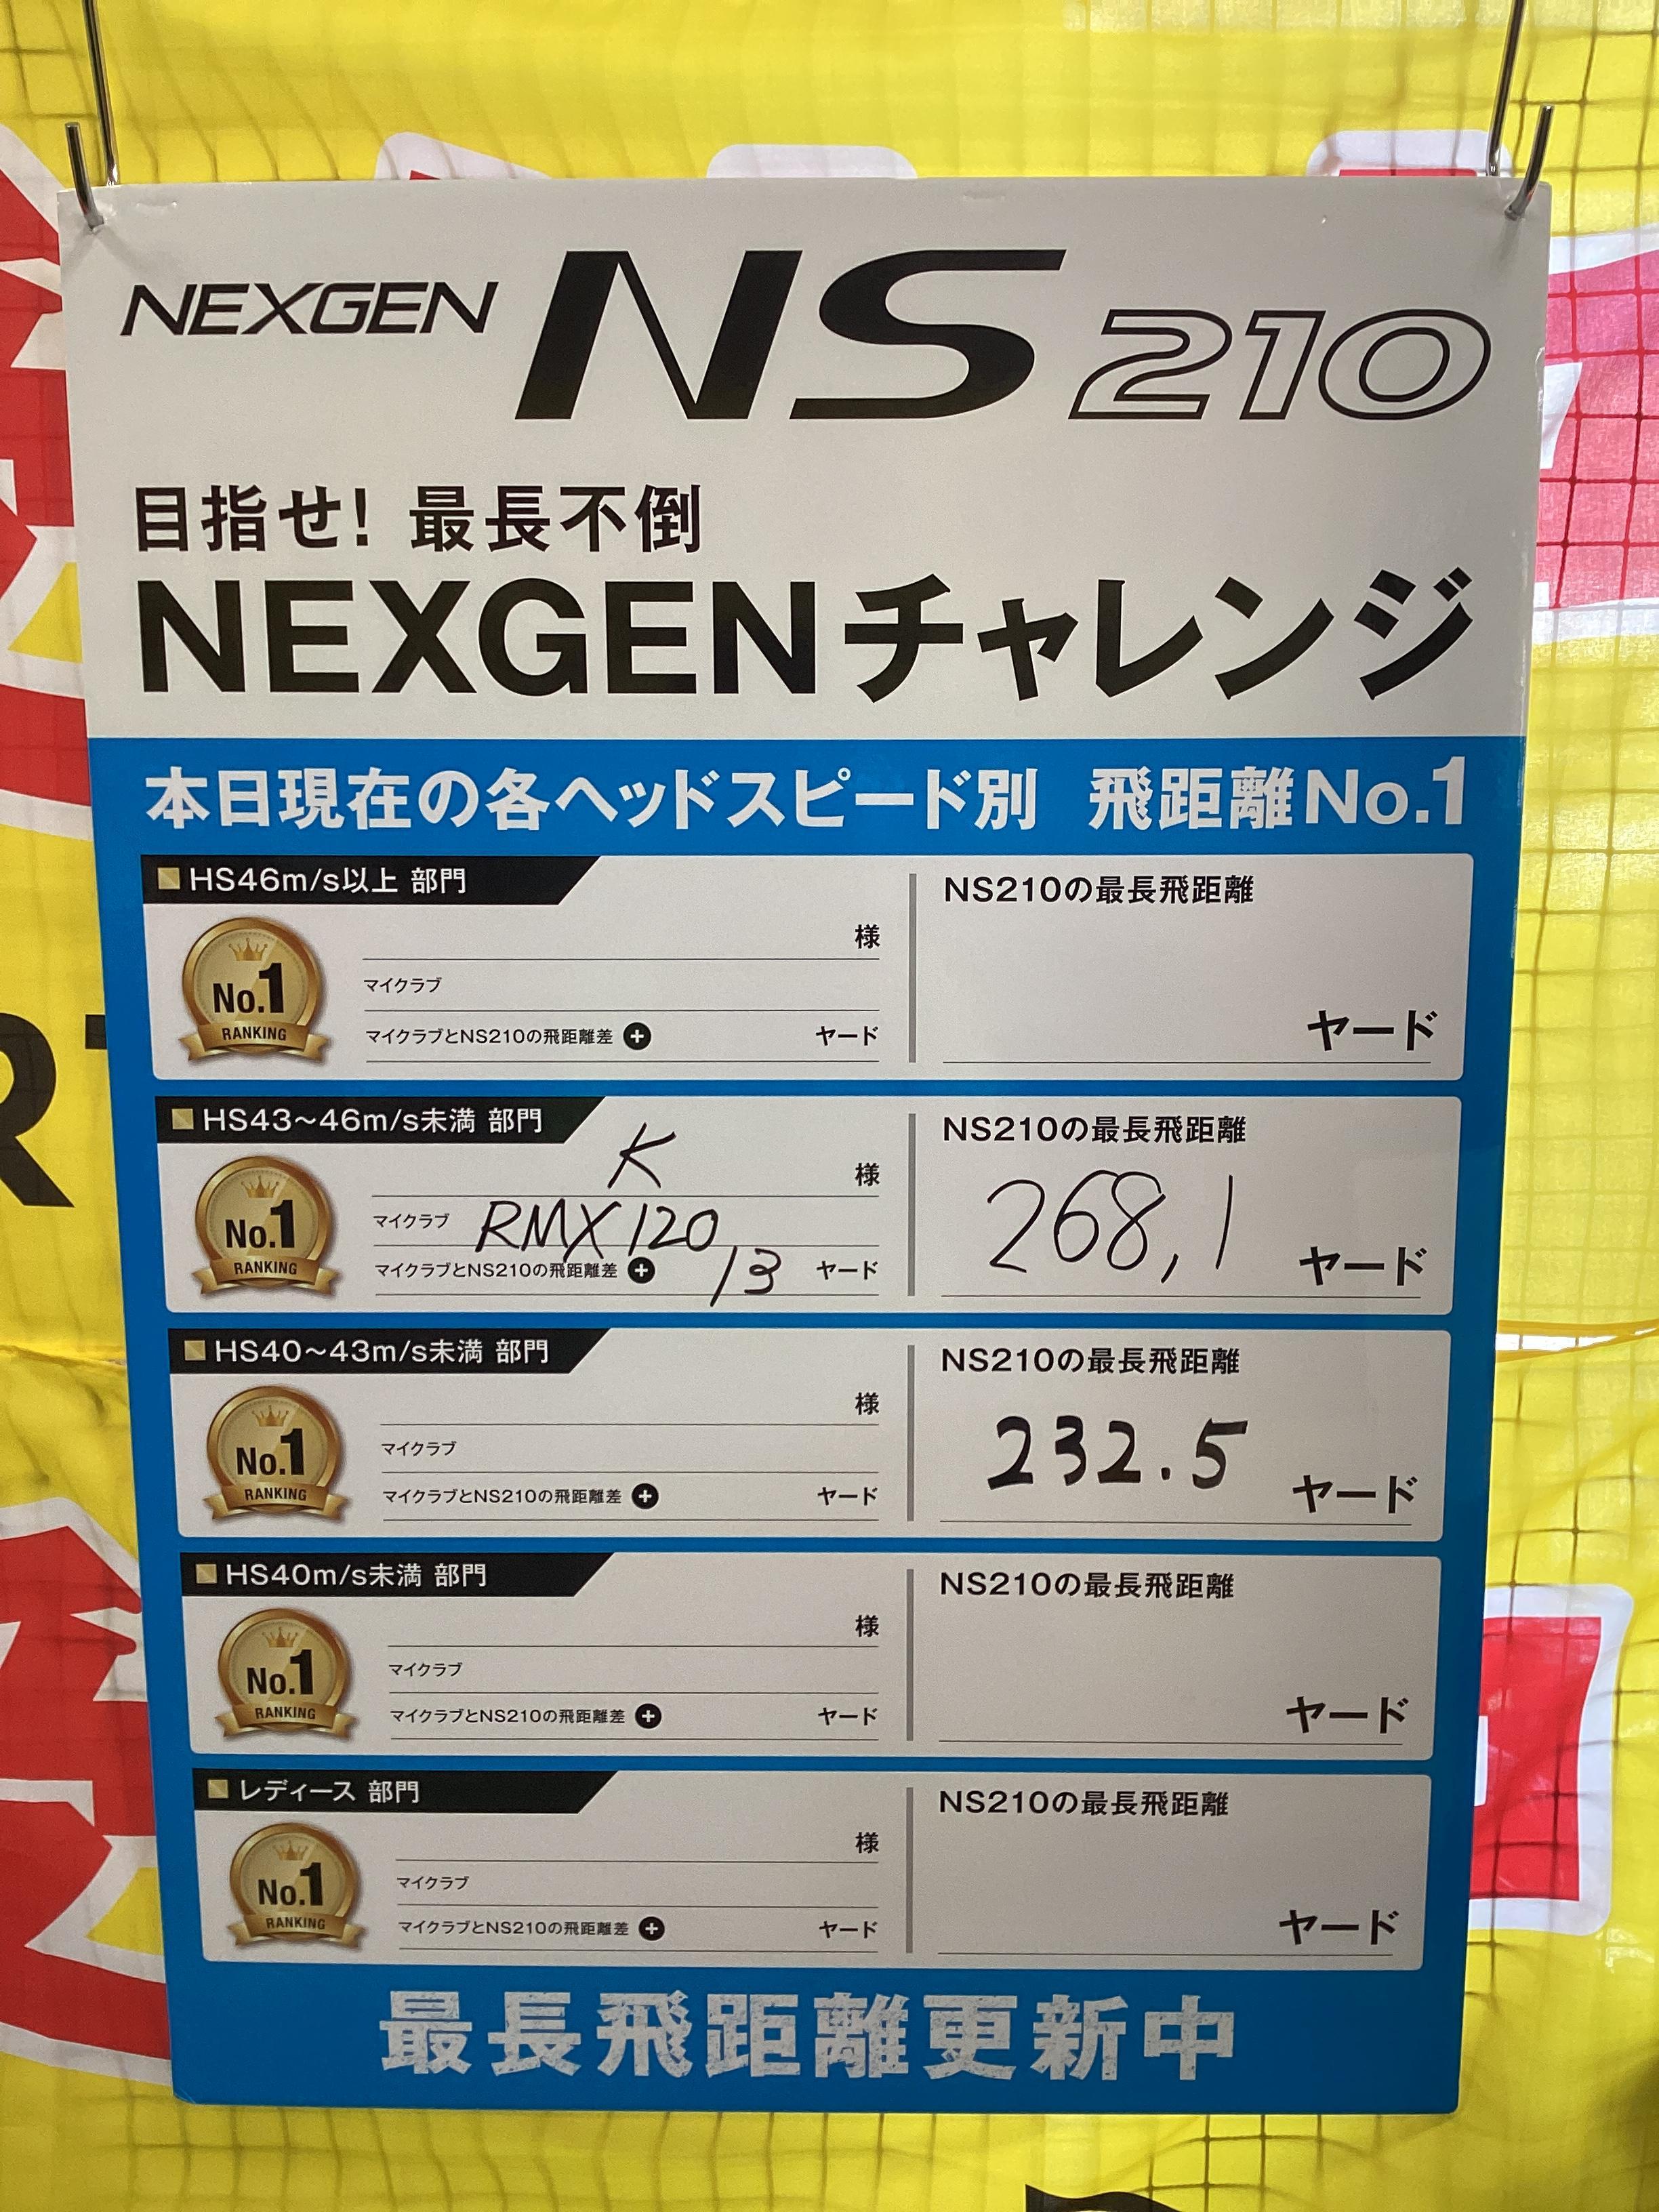 NEXGEN NS 210
目指せ! 最長不倒
NEXGENチャレンジ
本日現在の各ヘッドスピード別 飛距離No.1
HS46m/s以上 部門
No.1
RANKING
様
マイクラブ
マイクラブとNS210の飛距離差 + ヤード
NS210の最長飛距離
ヤード
HS43~46m/s未満 部門
No.1
RANKING
K 様
マイクラブ RMX120
マイクラブとNS210の飛距離差 + 13 ヤード
NS210の最長飛距離
268,1 ヤード
HS40~43m/s未満 部門
No.1
RANKING
様
マイクラブ
マイクラブとNS210の飛距離差 + ヤード
NS210の最長飛距離
232.5 ヤード
HS40m/s未満 部門
No.1
RANKING
様
マイクラブ
マイクラブとNS210の飛距離差 + ヤード
NS210の最長飛距離
ヤード
レディース 部門
No.1
RANKING
様
マイクラブ
マイクラブとNS210の飛距離差 + ヤード
NS210の最長飛距離
ヤード
最長飛距離更新中